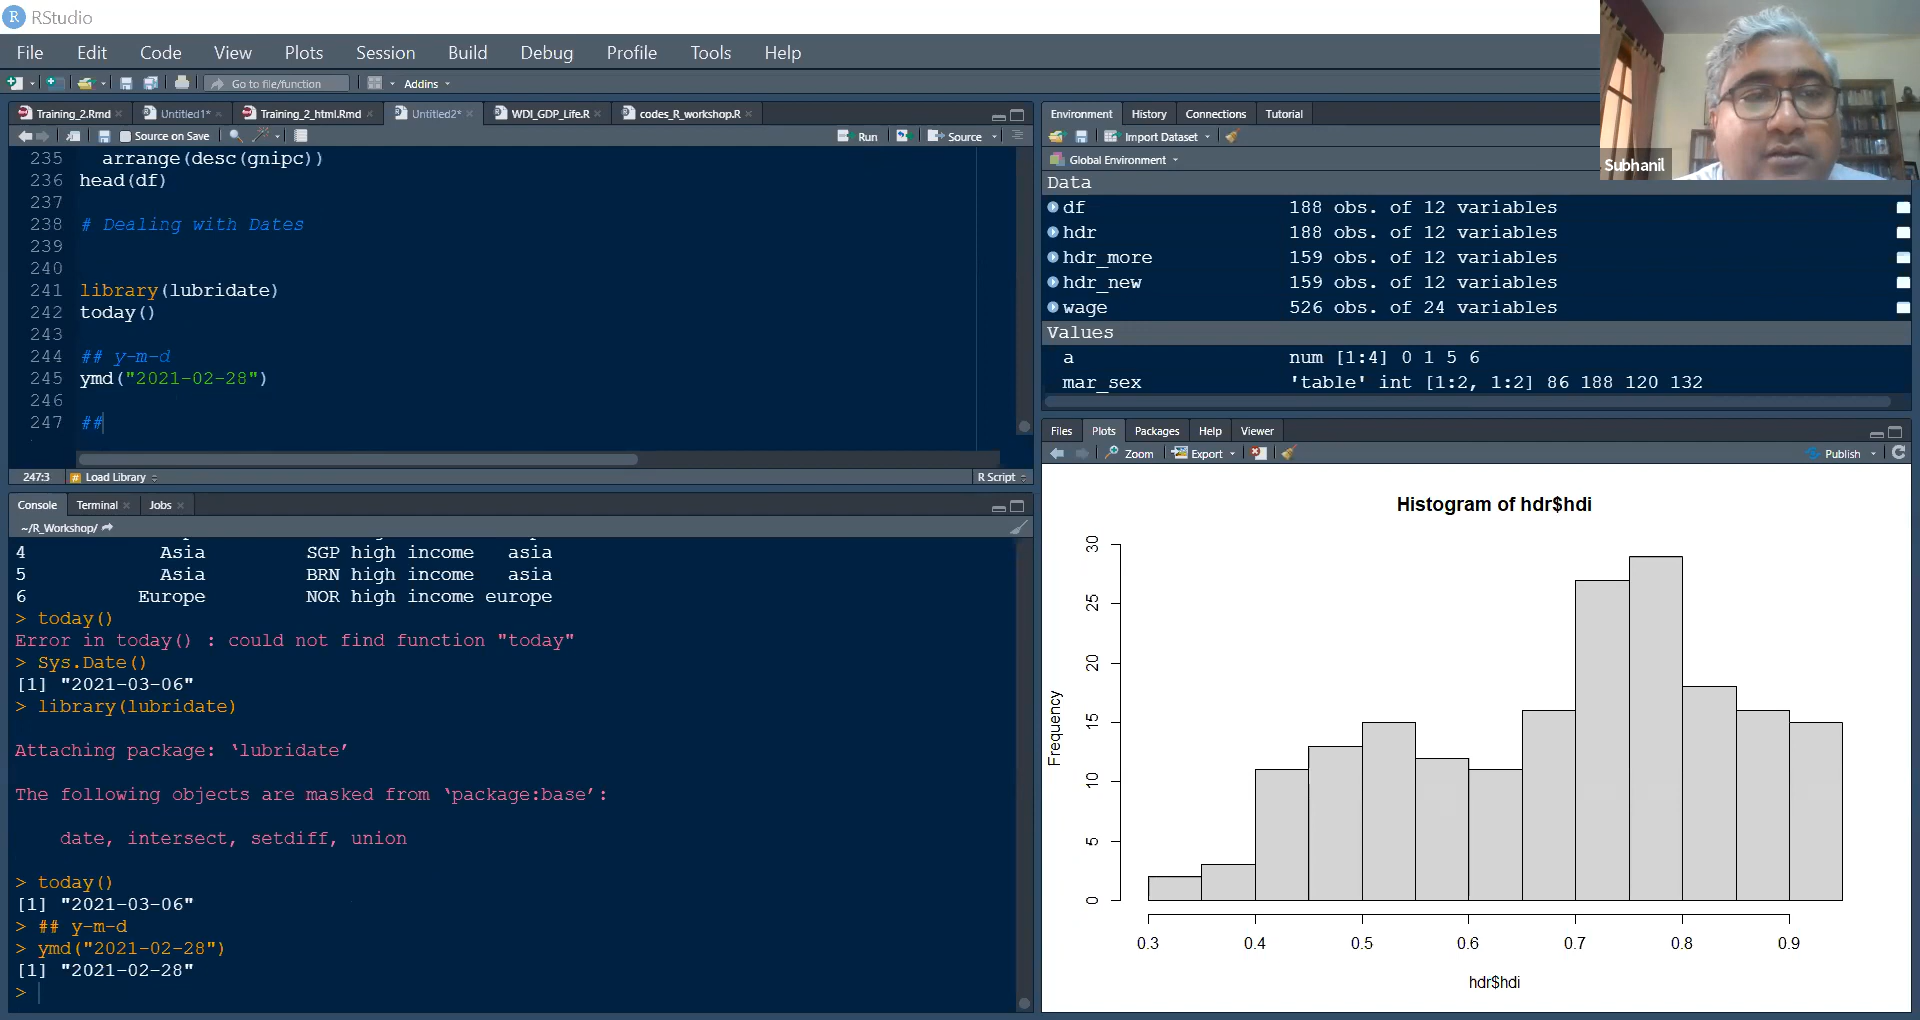 RStudio
File Edit Code View Plots Session Build Debug Profile Tools Help
Go to file/function Addins
Training_2.Rmd Untitled1* Training_2_html.Rmd Untitled2* WDI_GDP_Life.R codes_R_workshop.R
Source on Save Run Source
235 arrange(desc(gnipc))
236 head(df)
237
238 # Dealing with Dates
239
240
241 library(lubridate)
242 today()
243
244 ## y-m-d
245 ymd("2021-02-28")
246
247 ##
247:3 Load Library R Script
Console Terminal Jobs
~/R_Workshop/
4 Asia SGP high income asia
5 Asia BRN high income asia
6 Europe NOR high income europe
> today()
Error in today() : could not find function "today"
> Sys.Date()
[1] "2021-03-06"
> library(lubridate)
Attaching package: ‘lubridate’
The following objects are masked from ‘package:base’:
date, intersect, setdiff, union
> today()
[1] "2021-03-06"
> ## y-m-d
> ymd("2021-02-28")
[1] "2021-02-28"
>
Environment History Connections Tutorial
Import Dataset
Global Environment
Subhanil
Data
df 188 obs. of 12 variables
hdr 188 obs. of 12 variables
hdr_more 159 obs. of 12 variables
hdr_new 159 obs. of 12 variables
wage 526 obs. of 24 variables
Values
a num [1:4] 0 1 5 6
mar_sex 'table' int [1:2, 1:2] 86 188 120 132
Files Plots Packages Help Viewer
Zoom Export Publish
Histogram of hdr$hdi
Frequency
30
25
20
15
10
5
0
0.3 0.4 0.5 0.6 0.7 0.8 0.9
hdr$hdi